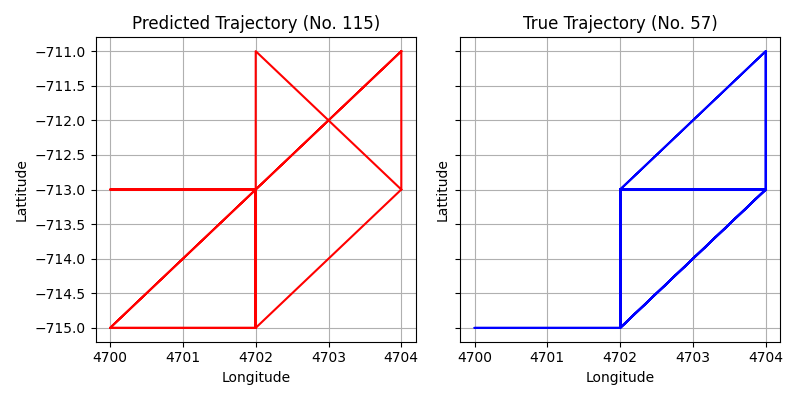 Predicted Trajectory (No. 115)
True Trajectory (No. 57)
−711.0
−711.5
−712.0
−712.5
−713.0
−713.5
−714.0
−714.5
−715.0
Lattitude
Lattitude
4700 4701 4702 4703 4704
4700 4701 4702 4703 4704
Longitude
Longitude